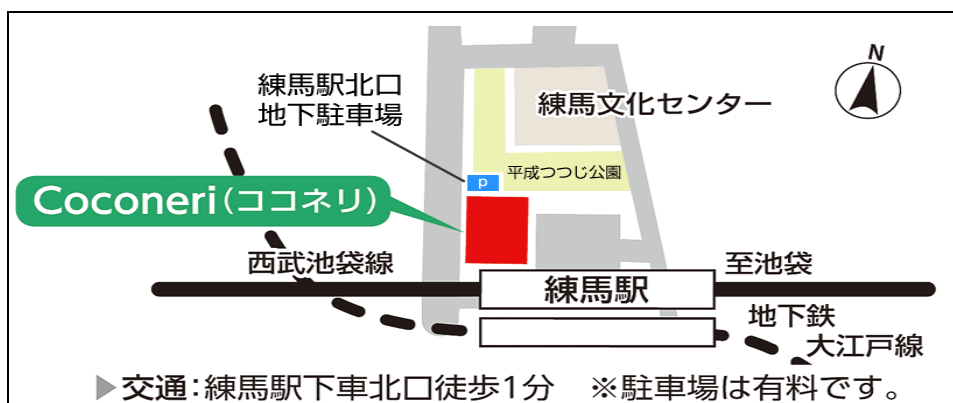 N
練馬駅北口
地下駐車場
練馬文化センター
平成つつじ公園
P
Coconeri(ココネリ)
西武池袋線
至池袋
練馬駅
地下鉄
大江戸線
▶交通:練馬駅下車北口徒歩1分 ※駐車場は有料です。